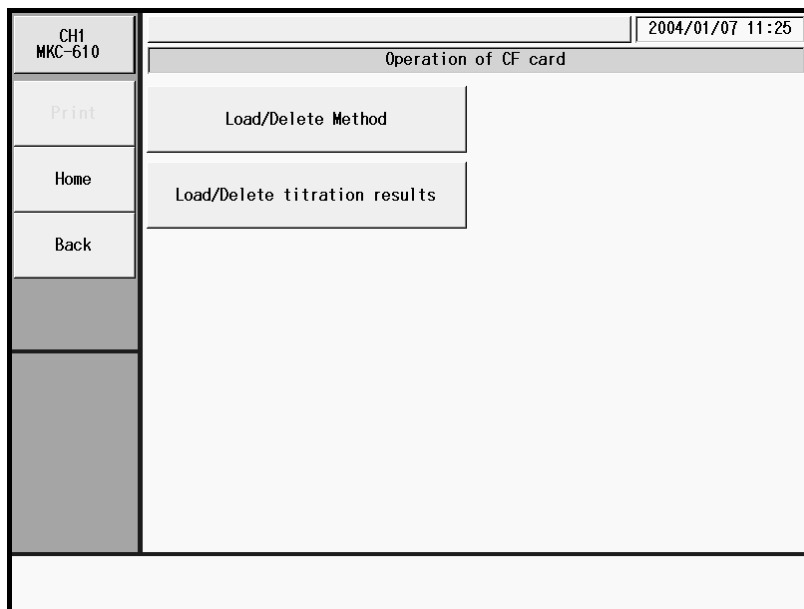 CH1
MKC-610
2004/01/07 11:25
Operation of CF card
Print
Home
Back
Load/Delete Method
Load/Delete titration results